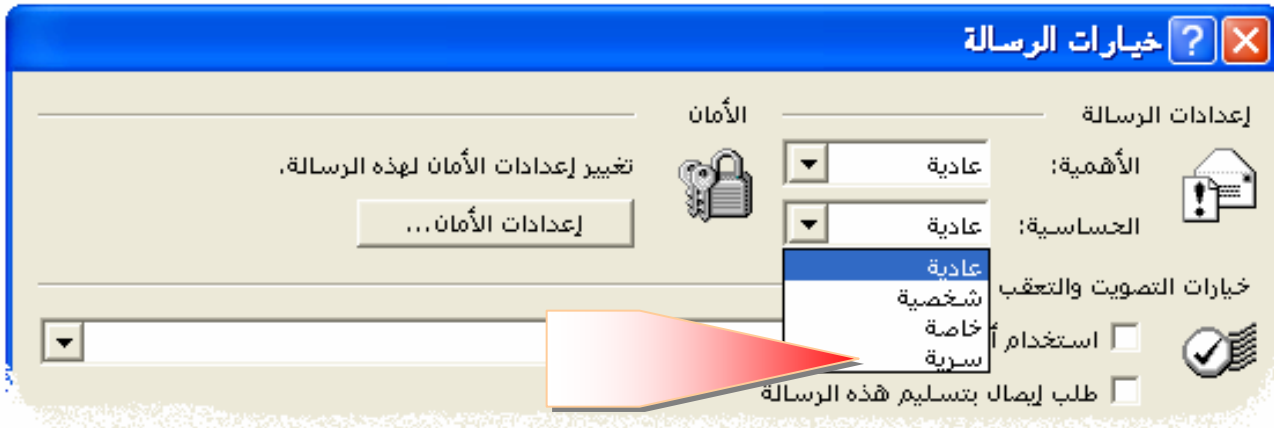 خيارات الرسالة
إعدادات الرسالة
الأهمية: عادية
الحساسية: عادية
عادية
شخصية
خاصة
سرية
الأمان
تغيير إعدادات الأمان لهذه الرسالة.
إعدادات الأمان...
خيارات التصويت والتعقب
استخدام
طلب إيصال بتسليم هذه الرسالة